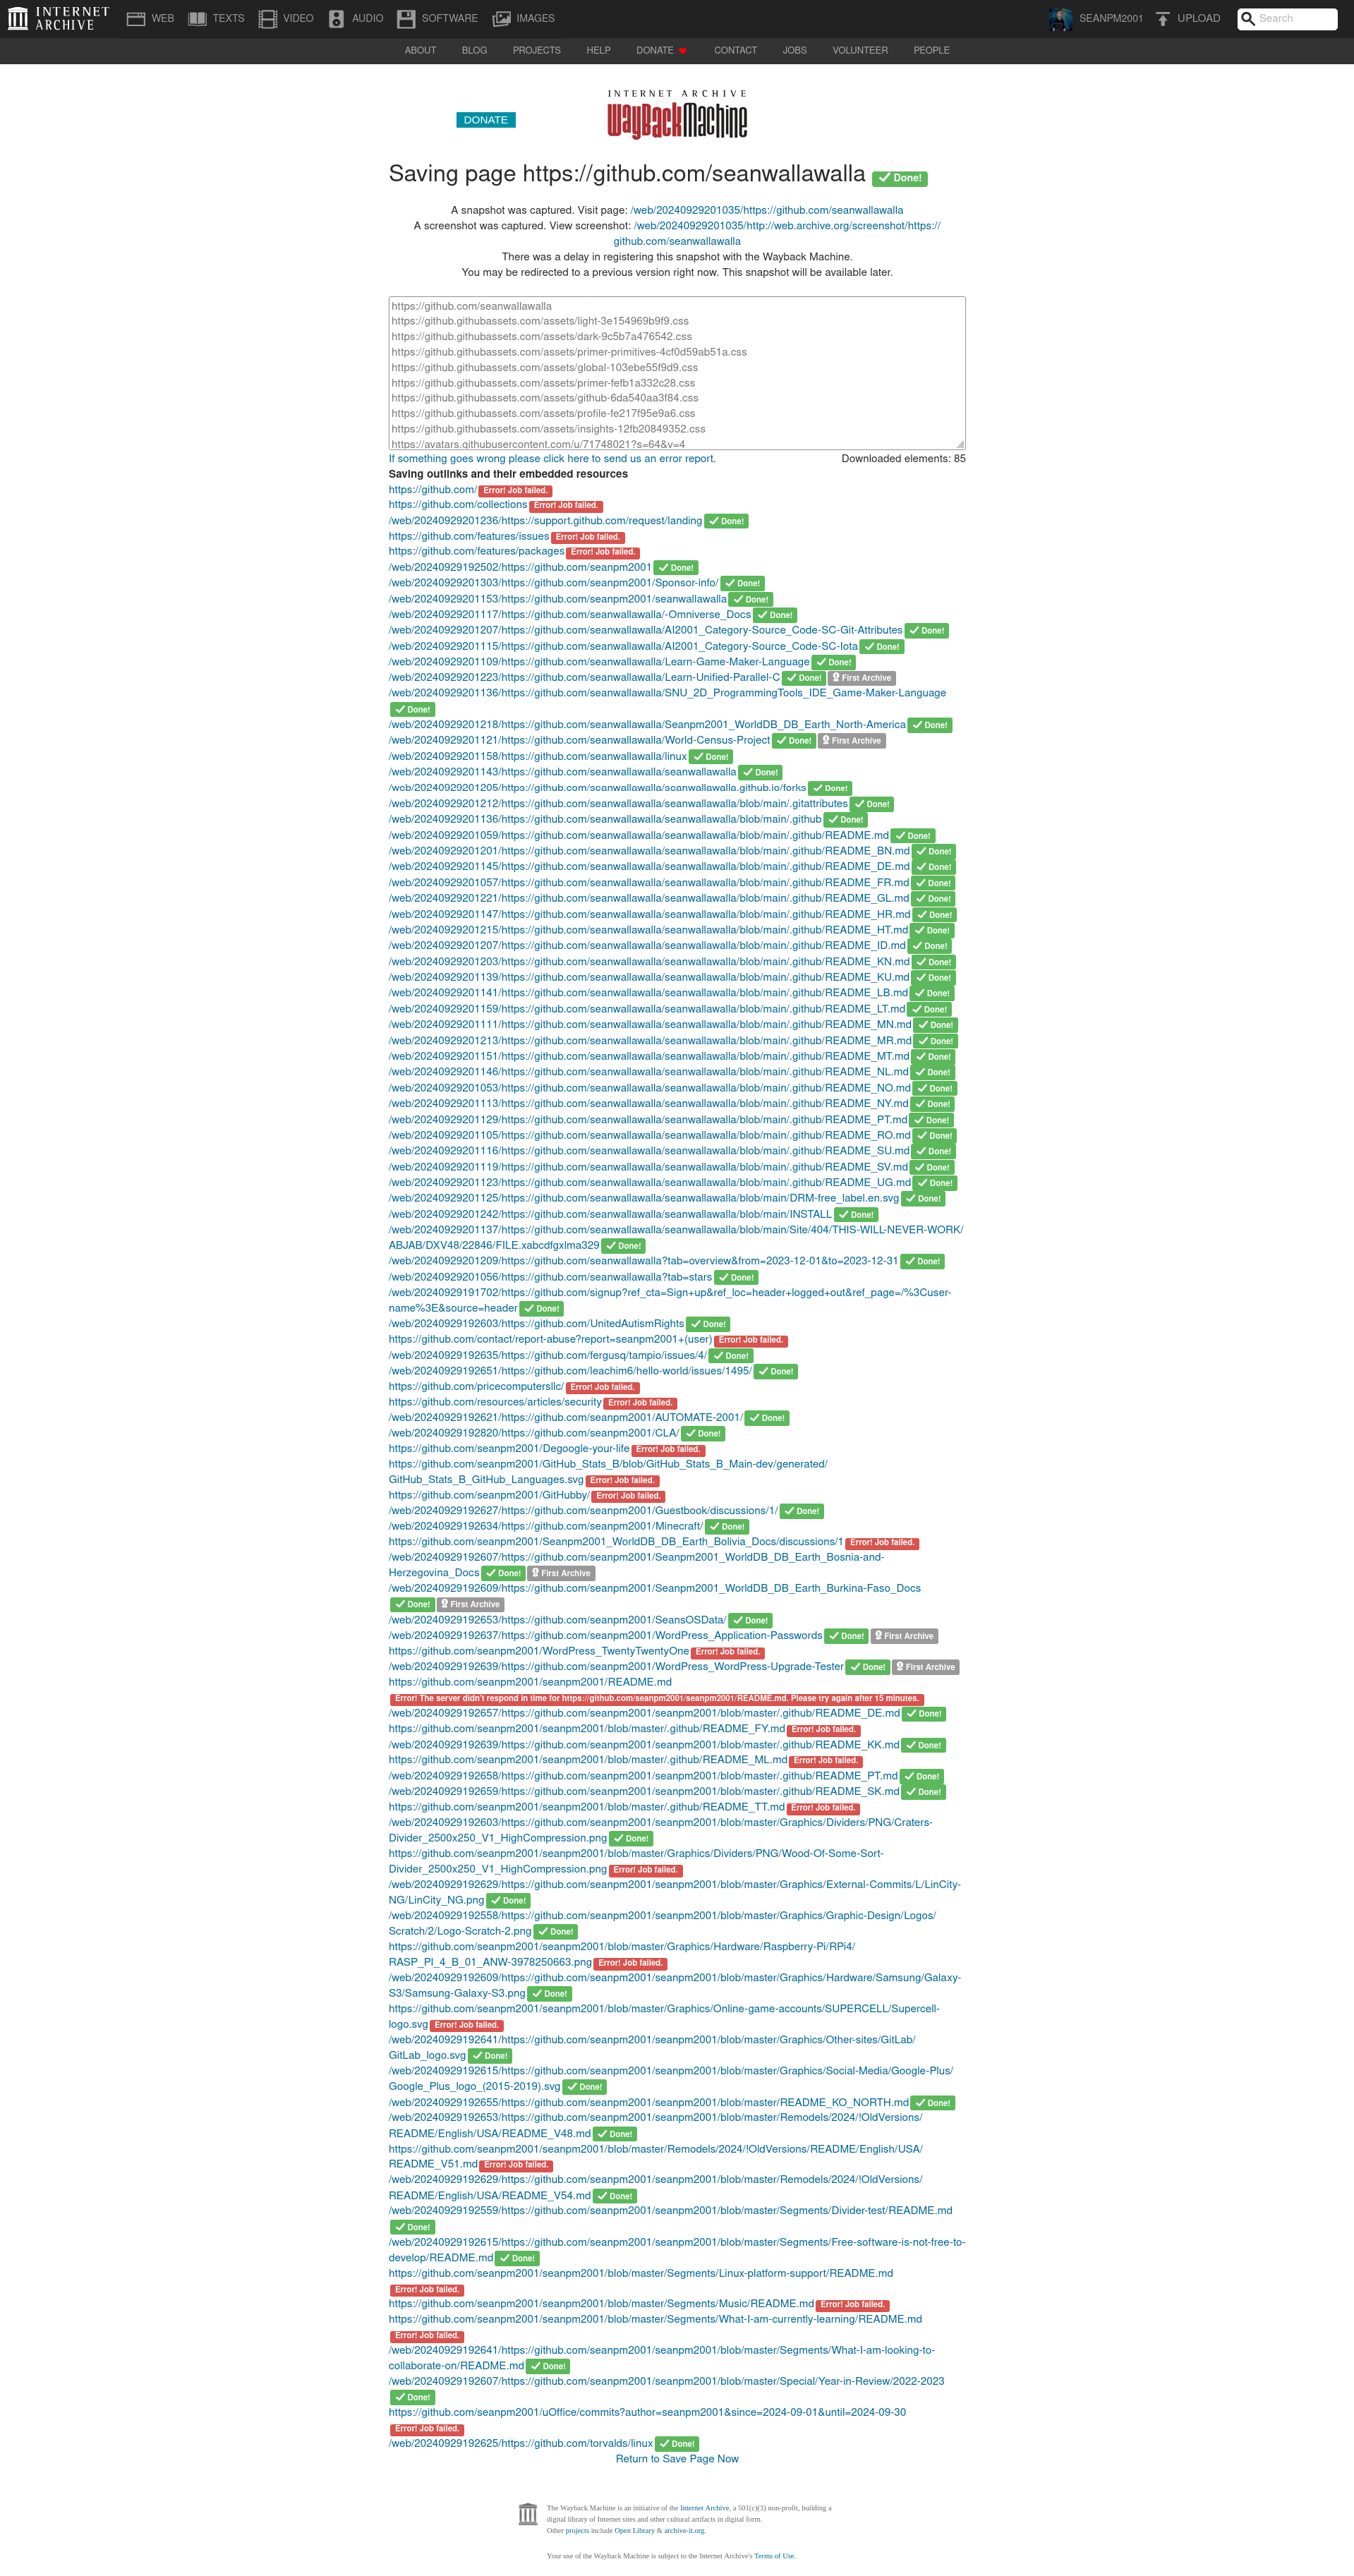 INTERNET ARCHIVE
WEB TEXTS VIDEO AUDIO SOFTWARE IMAGES SEANPM2001 UPLOAD Search
ABOUT BLOG PROJECTS HELP DONATE CONTACT JOBS VOLUNTEER PEOPLE
INTERNET ARCHIVE
DONATE WayBackMachine
Saving page https://github.com/seanwallawalla Done!
A snapshot was captured. Visit page: /web/20240929201035/https://github.com/seanwallawalla
A screenshot was captured. View screenshot: /web/20240929201035/http://web.archive.org/screenshot/https://
github.com/seanwallawalla
There was a delay in registering this snapshot with the Wayback Machine.
You may be redirected to a previous version right now. This snapshot will be available later.
https://github.com/seanwallawalla
https://github.githubassets.com/assets/light-3e154969b9f9.css
https://github.githubassets.com/assets/dark-9c5b7a476542.css
https://github.githubassets.com/assets/primer-primitives-4cf0d59ab51a.css
https://github.githubassets.com/assets/global-103ebe55f9d9.css
https://github.githubassets.com/assets/primer-fefb1a332c28.css
https://github.githubassets.com/assets/github-6da540aa3f84.css
https://github.githubassets.com/assets/profile-fe217f95e9a6.css
https://github.githubassets.com/assets/insights-12fb20849352.css
https://avatars.githubusercontent.com/u/71748021?s=64&v=4
If something goes wrong please click here to send us an error report. Downloaded elements: 85
Saving outlinks and their embedded resources
https://github.com/ Error! Job failed.
https://github.com/collections Error! Job failed.
/web/20240929201236/https://support.github.com/request/landing Done!
https://github.com/features/issues Error! Job failed.
https://github.com/features/packages Error! Job failed.
/web/20240929192502/https://github.com/seanpm2001 Done!
/web/20240929201303/https://github.com/seanpm2001/Sponsor-info/ Done!
/web/20240929201153/https://github.com/seanpm2001/seanwallawalla Done!
/web/20240929201117/https://github.com/seanwallawalla/-Omniverse_Docs Done!
/web/20240929201207/https://github.com/seanwallawalla/AI2001_Category-Source_Code-SC-Git-Attributes Done!
/web/20240929201115/https://github.com/seanwallawalla/AI2001_Category-Source_Code-SC-Iota Done!
/web/20240929201109/https://github.com/seanwallawalla/Learn-Game-Maker-Language Done!
/web/20240929201223/https://github.com/seanwallawalla/Learn-Unified-Parallel-C Done! First Archive
/web/20240929201136/https://github.com/seanwallawalla/SNU_2D_ProgrammingTools_IDE_Game-Maker-Language
Done!
/web/20240929201218/https://github.com/seanwallawalla/Seanpm2001_WorldDB_DB_Earth_North-America Done!
/web/20240929201121/https://github.com/seanwallawalla/World-Census-Project Done! First Archive
/web/20240929201158/https://github.com/seanwallawalla/linux Done!
/web/20240929201143/https://github.com/seanwallawalla/seanwallawalla Done!
/web/20240929201205/https://github.com/seanwallawalla/seanwallawalla.github.io/forks Done!
/web/20240929201212/https://github.com/seanwallawalla/seanwallawalla/blob/main/.gitattributes Done!
/web/20240929201136/https://github.com/seanwallawalla/seanwallawalla/blob/main/.github Done!
/web/20240929201059/https://github.com/seanwallawalla/seanwallawalla/blob/main/.github/README.md Done!
/web/20240929201201/https://github.com/seanwallawalla/seanwallawalla/blob/main/.github/README_BN.md Done!
/web/20240929201145/https://github.com/seanwallawalla/seanwallawalla/blob/main/.github/README_DE.md Done!
/web/20240929201057/https://github.com/seanwallawalla/seanwallawalla/blob/main/.github/README_FR.md Done!
/web/20240929201221/https://github.com/seanwallawalla/seanwallawalla/blob/main/.github/README_GL.md Done!
/web/20240929201147/https://github.com/seanwallawalla/seanwallawalla/blob/main/.github/README_HR.md Done!
/web/20240929201215/https://github.com/seanwallawalla/seanwallawalla/blob/main/.github/README_HT.md Done!
/web/20240929201207/https://github.com/seanwallawalla/seanwallawalla/blob/main/.github/README_ID.md Done!
/web/20240929201203/https://github.com/seanwallawalla/seanwallawalla/blob/main/.github/README_KN.md Done!
/web/20240929201139/https://github.com/seanwallawalla/seanwallawalla/blob/main/.github/README_KU.md Done!
/web/20240929201141/https://github.com/seanwallawalla/seanwallawalla/blob/main/.github/README_LB.md Done!
/web/20240929201159/https://github.com/seanwallawalla/seanwallawalla/blob/main/.github/README_LT.md Done!
/web/20240929201111/https://github.com/seanwallawalla/seanwallawalla/blob/main/.github/README_MN.md Done!
/web/20240929201213/https://github.com/seanwallawalla/seanwallawalla/blob/main/.github/README_MR.md Done!
/web/20240929201151/https://github.com/seanwallawalla/seanwallawalla/blob/main/.github/README_MT.md Done!
/web/20240929201146/https://github.com/seanwallawalla/seanwallawalla/blob/main/.github/README_NL.md Done!
/web/20240929201053/https://github.com/seanwallawalla/seanwallawalla/blob/main/.github/README_NO.md Done!
/web/20240929201113/https://github.com/seanwallawalla/seanwallawalla/blob/main/.github/README_NY.md Done!
/web/20240929201129/https://github.com/seanwallawalla/seanwallawalla/blob/main/.github/README_PT.md Done!
/web/20240929201105/https://github.com/seanwallawalla/seanwallawalla/blob/main/.github/README_RO.md Done!
/web/20240929201116/https://github.com/seanwallawalla/seanwallawalla/blob/main/.github/README_SU.md Done!
/web/20240929201119/https://github.com/seanwallawalla/seanwallawalla/blob/main/.github/README_SV.md Done!
/web/20240929201123/https://github.com/seanwallawalla/seanwallawalla/blob/main/.github/README_UG.md Done!
/web/20240929201125/https://github.com/seanwallawalla/seanwallawalla/blob/main/DRM-free_label.en.svg Done!
/web/20240929201242/https://github.com/seanwallawalla/seanwallawalla/blob/main/INSTALL Done!
/web/20240929201137/https://github.com/seanwallawalla/seanwallawalla/blob/main/Site/404/THIS-WILL-NEVER-WORK/
ABJAB/DXV48/22846/FILE.xabcdfgxlma329 Done!
/web/20240929201209/https://github.com/seanwallawalla?tab=overview&from=2023-12-01&to=2023-12-31 Done!
/web/20240929201056/https://github.com/seanwallawalla?tab=stars Done!
/web/20240929191702/https://github.com/signup?ref_cta=Sign+up&ref_loc=header+logged+out&ref_page=/%3Cuser-
name%3E&source=header Done!
/web/20240929192603/https://github.com/UnitedAutismRights Done!
https://github.com/contact/report-abuse?report=seanpm2001+(user) Error! Job failed.
/web/20240929192635/https://github.com/fergusq/tampio/issues/4/ Done!
/web/20240929192651/https://github.com/leachim6/hello-world/issues/1495/ Done!
https://github.com/pricecomputersllc/ Error! Job failed.
https://github.com/resources/articles/security Error! Job failed.
/web/20240929192621/https://github.com/seanpm2001/AUTOMATE-2001/ Done!
/web/20240929192820/https://github.com/seanpm2001/CLA/ Done!
https://github.com/seanpm2001/Degoogle-your-life Error! Job failed.
https://github.com/seanpm2001/GitHub_Stats_B/blob/GitHub_Stats_B_Main-dev/generated/
GitHub_Stats_B_GitHub_Languages.svg Error! Job failed.
https://github.com/seanpm2001/GitHubby/ Error! Job failed.
/web/20240929192627/https://github.com/seanpm2001/Guestbook/discussions/1/ Done!
/web/20240929192634/https://github.com/seanpm2001/Minecraft/ Done!
https://github.com/seanpm2001/Seanpm2001_WorldDB_DB_Earth_Bolivia_Docs/discussions/1 Error! Job failed.
/web/20240929192607/https://github.com/seanpm2001/Seanpm2001_WorldDB_DB_Earth_Bosnia-and-
Herzegovina_Docs Done! First Archive
/web/20240929192609/https://github.com/seanpm2001/Seanpm2001_WorldDB_DB_Earth_Burkina-Faso_Docs
Done! First Archive
/web/20240929192653/https://github.com/seanpm2001/SeansOSData/ Done!
/web/20240929192637/https://github.com/seanpm2001/WordPress_Application-Passwords Done! First Archive
https://github.com/seanpm2001/WordPress_TwentyTwentyOne Error! Job failed.
/web/20240929192639/https://github.com/seanpm2001/WordPress_WordPress-Upgrade-Tester Done! First Archive
https://github.com/seanpm2001/seanpm2001/README.md
Error! The server didn't respond in time for https://github.com/seanpm2001/seanpm2001/README.md. Please try again after 15 minutes.
/web/20240929192657/https://github.com/seanpm2001/seanpm2001/blob/master/.github/README_DE.md Done!
https://github.com/seanpm2001/seanpm2001/blob/master/.github/README_FY.md Error! Job failed.
/web/20240929192639/https://github.com/seanpm2001/seanpm2001/blob/master/.github/README_KK.md Done!
https://github.com/seanpm2001/seanpm2001/blob/master/.github/README_ML.md Error! Job failed.
/web/20240929192658/https://github.com/seanpm2001/seanpm2001/blob/master/.github/README_PT.md Done!
/web/20240929192659/https://github.com/seanpm2001/seanpm2001/blob/master/.github/README_SK.md Done!
https://github.com/seanpm2001/seanpm2001/blob/master/.github/README_TT.md Error! Job failed.
/web/20240929192603/https://github.com/seanpm2001/seanpm2001/blob/master/Graphics/Dividers/PNG/Craters-
Divider_2500x250_V1_HighCompression.png Done!
https://github.com/seanpm2001/seanpm2001/blob/master/Graphics/Dividers/PNG/Wood-Of-Some-Sort-
Divider_2500x250_V1_HighCompression.png Error! Job failed.
/web/20240929192629/https://github.com/seanpm2001/seanpm2001/blob/master/Graphics/External-Commits/L/LinCity-
NG/LinCity_NG.png Done!
/web/20240929192558/https://github.com/seanpm2001/seanpm2001/blob/master/Graphics/Graphic-Design/Logos/
Scratch/2/Logo-Scratch-2.png Done!
https://github.com/seanpm2001/seanpm2001/blob/master/Graphics/Hardware/Raspberry-Pi/RPi4/
RASP_PI_4_B_01_ANW-3978250663.png Error! Job failed.
/web/20240929192609/https://github.com/seanpm2001/seanpm2001/blob/master/Graphics/Hardware/Samsung/Galaxy-
S3/Samsung-Galaxy-S3.png Done!
https://github.com/seanpm2001/seanpm2001/blob/master/Graphics/Online-game-accounts/SUPERCELL/Supercell-
logo.svg Error! Job failed.
/web/20240929192641/https://github.com/seanpm2001/seanpm2001/blob/master/Graphics/Other-sites/GitLab/
GitLab_logo.svg Done!
/web/20240929192615/https://github.com/seanpm2001/seanpm2001/blob/master/Graphics/Social-Media/Google-Plus/
Google_Plus_logo_(2015-2019).svg Done!
/web/20240929192655/https://github.com/seanpm2001/seanpm2001/blob/master/README_KO_NORTH.md Done!
/web/20240929192653/https://github.com/seanpm2001/seanpm2001/blob/master/Remodels/2024/!OldVersions/
README/English/USA/README_V48.md Done!
https://github.com/seanpm2001/seanpm2001/blob/master/Remodels/2024/!OldVersions/README/English/USA/
README_V51.md Error! Job failed.
/web/20240929192629/https://github.com/seanpm2001/seanpm2001/blob/master/Remodels/2024/!OldVersions/
README/English/USA/README_V54.md Done!
/web/20240929192559/https://github.com/seanpm2001/seanpm2001/blob/master/Segments/Divider-test/README.md
Done!
/web/20240929192615/https://github.com/seanpm2001/seanpm2001/blob/master/Segments/Free-software-is-not-free-to-
develop/README.md Done!
https://github.com/seanpm2001/seanpm2001/blob/master/Segments/Linux-platform-support/README.md
Error! Job failed.
https://github.com/seanpm2001/seanpm2001/blob/master/Segments/Music/README.md Error! Job failed.
https://github.com/seanpm2001/seanpm2001/blob/master/Segments/What-I-am-currently-learning/README.md
Error! Job failed.
/web/20240929192641/https://github.com/seanpm2001/seanpm2001/blob/master/Segments/What-I-am-looking-to-
collaborate-on/README.md Done!
/web/20240929192607/https://github.com/seanpm2001/seanpm2001/blob/master/Special/Year-in-Review/2022-2023
Done!
https://github.com/seanpm2001/uOffice/commits?author=seanpm2001&since=2024-09-01&until=2024-09-30
Error! Job failed.
/web/20240929192625/https://github.com/torvalds/linux Done!
Return to Save Page Now
The Wayback Machine is an initiative of the Internet Archive, a 501(c)(3) non-profit, building a
digital library of Internet sites and other cultural artifacts in digital form.
Other projects include Open Library & archive-it.org.
Your use of the Wayback Machine is subject to the Internet Archive's Terms of Use.